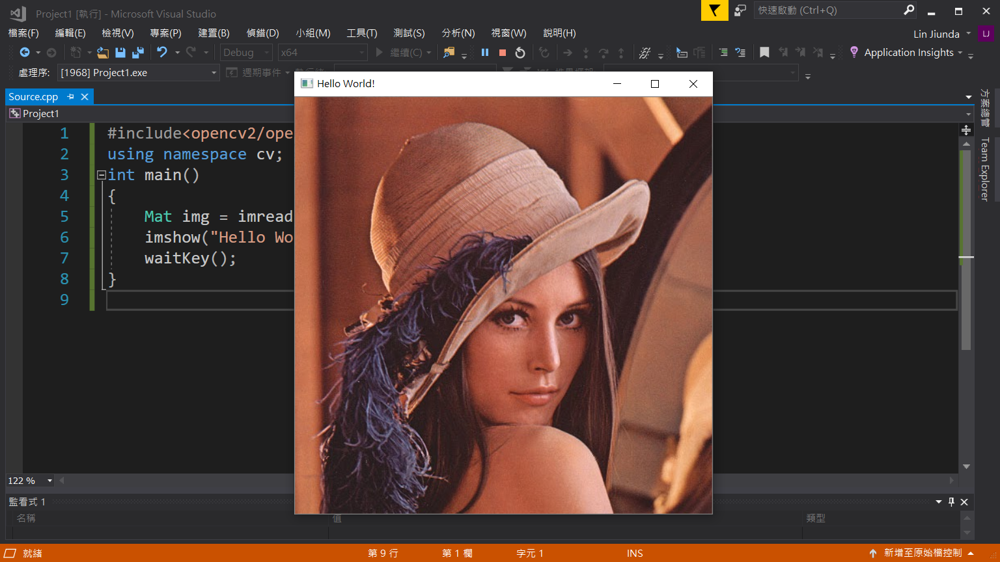 Project1 [執行] - Microsoft Visual Studio
快速啟動 (Ctrl+Q)
檔案(F) 編輯(E) 檢視(V) 專案(P) 建置(B) 偵錯(D) 小組(M) 工具(T) 測試(S) 分析(N) 視窗(W) 說明(H)
Lin Jiunda LJ
Debug x64 繼續(C) Application Insights
處理序: [1968] Project1.exe 週期事件
Hello World!
Source.cpp
Project1
1 #include<opencv2/ope
2 using namespace cv;
3 int main()
4 {
5 Mat img = imread
6 imshow("Hello Wo
7 waitKey();
8 }
9
方案總管
Team Explorer
122 %
監看式 1
名稱 值 類型
就緒 第 9 行 第 1 欄 字元 1 INS 新增至原始檔控制